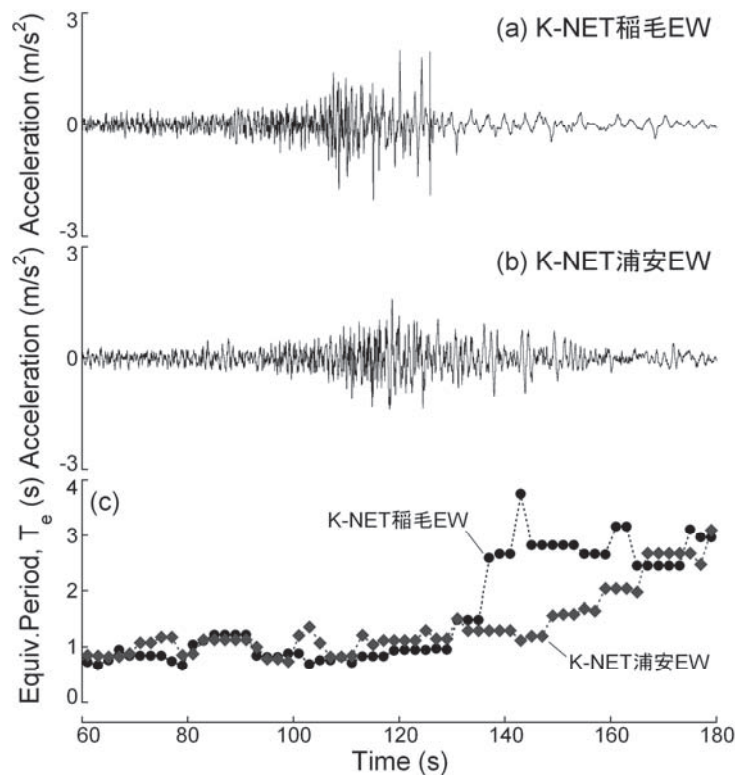 (a) K-NET稲毛EW
Acceleration (m/s²)
3
0
-3
(b) K-NET浦安EW
Acceleration (m/s²)
3
0
-3
(c)
Equiv.Period, T_e (s)
4
3
2
1
0
K-NET稲毛EW
K-NET浦安EW
60 80 100 120 140 160 180
Time (s)